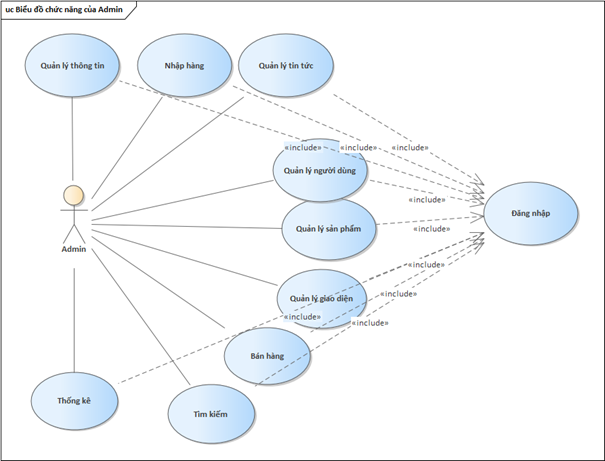 uc Biểu đồ chức năng của Admin
Quản lý thông tin
Nhập hàng
Quản lý tin tức
«include»
«include»
«include»
Quản lý người dùng
«include»
Đăng nhập
Quản lý sản phẩm
«include»
Admin
«include»
«include»
Quản lý giao diện
«include»
«include»
Bán hàng
Thống kê
Tìm kiếm